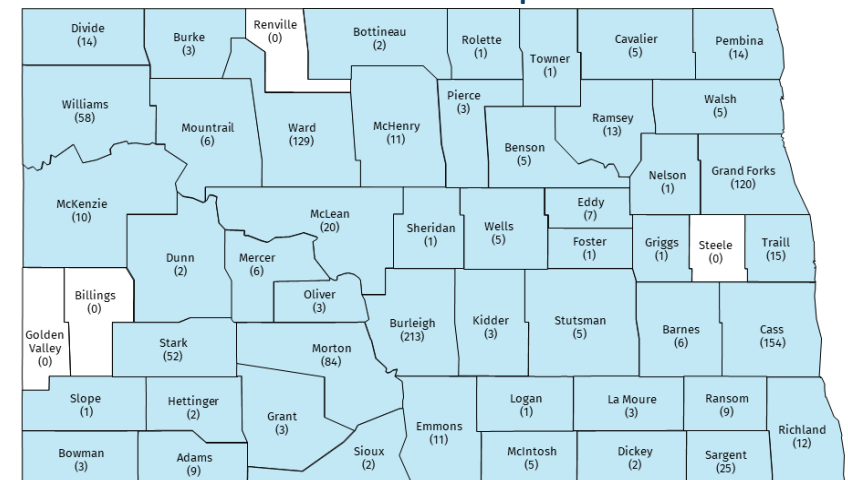 Divide
(14)
Burke
(3)
Renville
(0)
Bottineau
(2)
Rolette
(1)
Towner
(1)
Cavalier
(5)
Pembina
(14)
Williams
(58)
Mountrail
(6)
Ward
(129)
McHenry
(11)
Pierce
(3)
Benson
(5)
Ramsey
(13)
Walsh
(5)
Nelson
(1)
Grand Forks
(120)
McKenzie
(10)
Dunn
(2)
McLean
(20)
Mercer
(6)
Oliver
(3)
Sheridan
(1)
Wells
(5)
Eddy
(7)
Foster
(1)
Griggs
(1)
Steele
(0)
Traill
(15)
Golden
Valley
(0)
Billings
(0)
Stark
(52)
Morton
(84)
Burleigh
(213)
Kidder
(3)
Stutsman
(5)
Barnes
(6)
Cass
(154)
Slope
(1)
Hettinger
(2)
Grant
(3)
Emmons
(11)
Logan
(1)
La Moure
(3)
Ransom
(9)
Richland
(12)
Bowman
(3)
Adams
(9)
Sioux
(2)
McIntosh
(5)
Dickey
(2)
Sargent
(25)